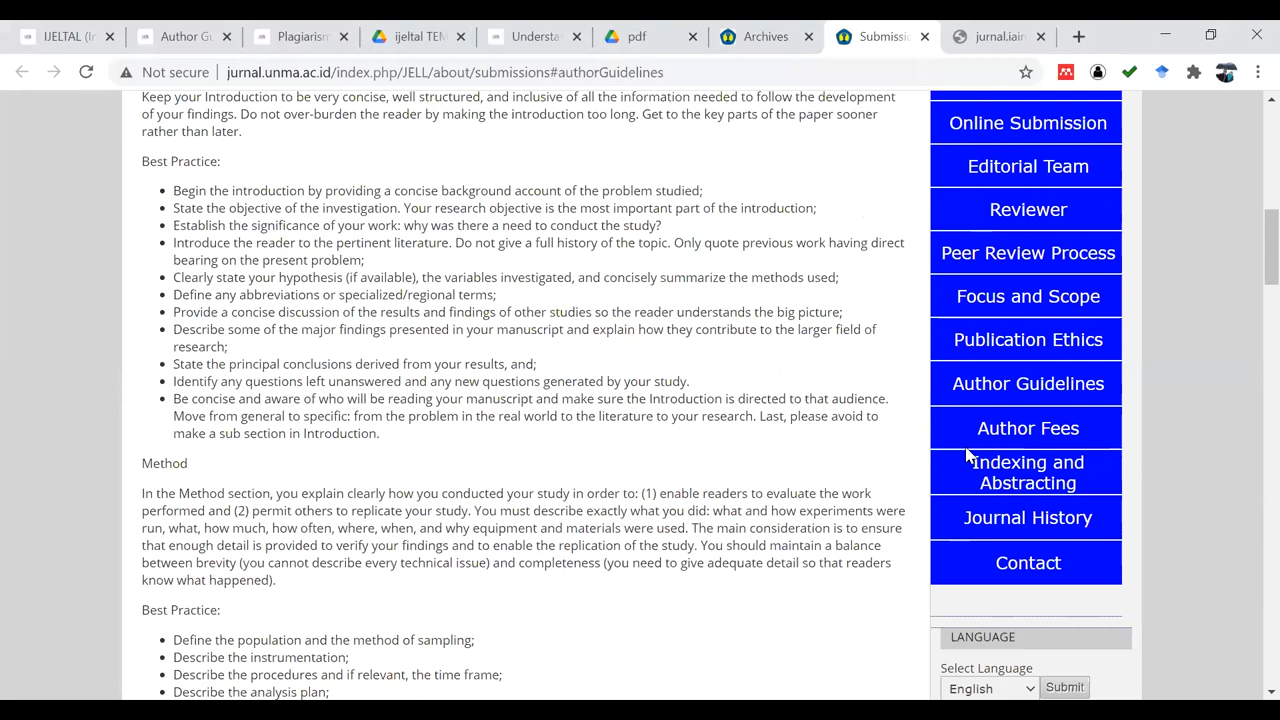 IJELTAL (In
Author Gu
Plagiarism
ijeltal TEM
Understa
pdf
Archives
Submissio
jurnal.iain
Not secure
jurnal.unma.ac.id/index.php/JELL/about/submissions#authorGuidelines
Keep your Introduction to be very concise, well structured, and inclusive of all the information needed to follow the development
of your findings. Do not over-burden the reader by making the introduction too long. Get to the key parts of the paper sooner
rather than later.
Best Practice:
• Begin the introduction by providing a concise background account of the problem studied;
• State the objective of the investigation. Your research objective is the most important part of the introduction;
• Establish the significance of your work: why was there a need to conduct the study?
• Introduce the reader to the pertinent literature. Do not give a full history of the topic. Only quote previous work having direct
bearing on the present problem;
• Clearly state your hypothesis (if available), the variables investigated, and concisely summarize the methods used;
• Define any abbreviations or specialized/regional terms;
• Provide a concise discussion of the results and findings of other studies so the reader understands the big picture;
• Describe some of the major findings presented in your manuscript and explain how they contribute to the larger field of
research;
• State the principal conclusions derived from your results, and;
• Identify any questions left unanswered and any new questions generated by your study.
• Be concise and aware of who will be reading your manuscript and make sure the Introduction is directed to that audience.
Move from general to specific: from the problem in the real world to the literature to your research. Last, please avoid to
make a sub section in Introduction.
Method
In the Method section, you explain clearly how you conducted your study in order to: (1) enable readers to evaluate the work
performed and (2) permit others to replicate your study. You must describe exactly what you did: what and how experiments were
run, what, how much, how often, where, when, and why equipment and materials were used. The main consideration is to ensure
that enough detail is provided to verify your findings and to enable the replication of the study. You should maintain a balance
between brevity (you cannot describe every technical issue) and completeness (you need to give adequate detail so that readers
know what happened).
Best Practice:
• Define the population and the method of sampling;
• Describe the instrumentation;
• Describe the procedures and if relevant, the time frame;
• Describe the analysis plan;
Online Submission
Editorial Team
Reviewer
Peer Review Process
Focus and Scope
Publication Ethics
Author Guidelines
Author Fees
Indexing and
Abstracting
Journal History
Contact
LANGUAGE
Select Language
English
Submit